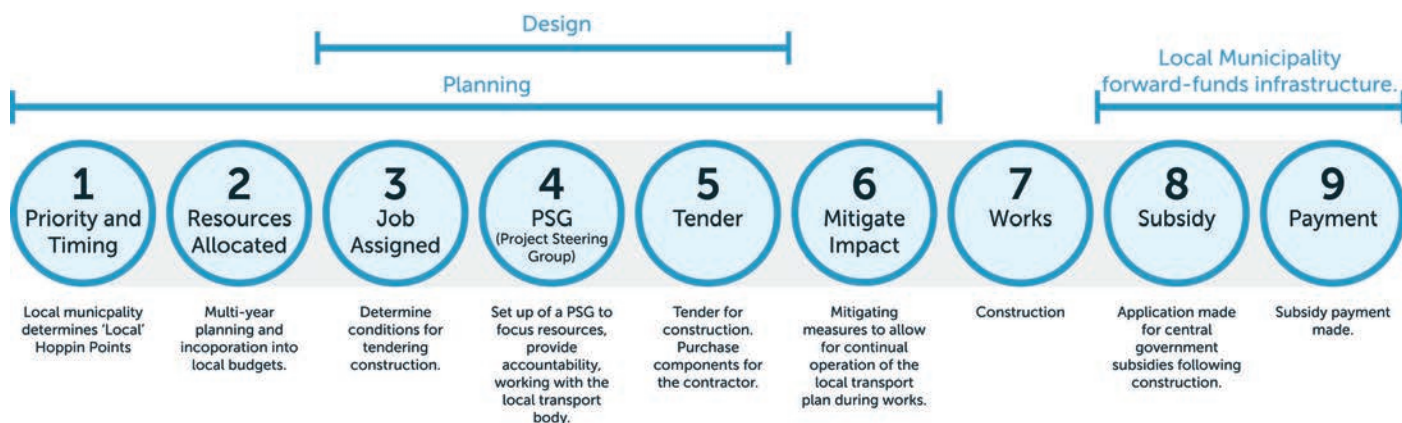 Design
Planning
Local Municipality
forward-funds infrastructure.
1
Priority and
Timing
2
Resources
Allocated
3
Job
Assigned
4
PSG
(Project Steering
Group)
5
Tender
6
Mitigate
Impact
7
Works
8
Subsidy
9
Payment
Local municpality
determines ‘Local’
Hoppin Points
Multi-year
planning and
incoporation into
local budgets.
Determine
conditions for
tendering
construction.
Set up of a PSG to
focus resources,
provide
accountability,
working with the
local transport
body.
Tender for
construction.
Purchase
components for
the contractor.
Mitigating
measures to allow
for continual
operation of the
local transport
plan during works.
Construction
Application made
for central
government
subsidies following
construction.
Subsidy payment
made.